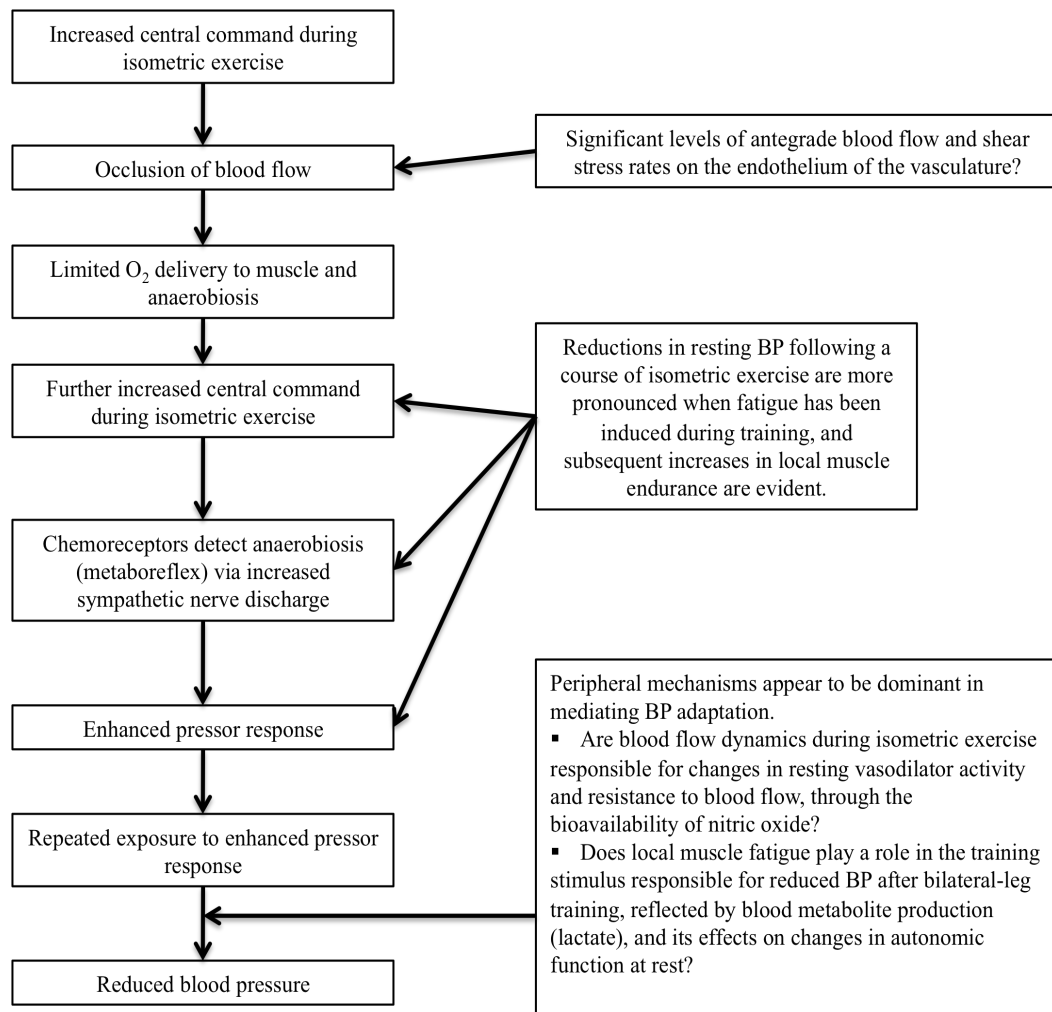 Increased central command during
isometric exercise
Occlusion of blood flow
Significant levels of antegrade blood flow and shear
stress rates on the endothelium of the vasculature?
Limited O₂ delivery to muscle and
anaerobiosis
Further increased central command
during isometric exercise
Reductions in resting BP following a
course of isometric exercise are more
pronounced when fatigue has been
induced during training, and
subsequent increases in local muscle
endurance are evident.
Chemoreceptors detect anaerobiosis
(metaboreflex) via increased
sympathetic nerve discharge
Enhanced pressor response
Repeated exposure to enhanced pressor
response
Peripheral mechanisms appear to be dominant in
mediating BP adaptation.
▪ Are blood flow dynamics during isometric exercise
responsible for changes in resting vasodilator activity
and resistance to blood flow, through the
bioavailability of nitric oxide?
▪ Does local muscle fatigue play a role in the training
stimulus responsible for reduced BP after bilateral-leg
training, reflected by blood metabolite production
(lactate), and its effects on changes in autonomic
function at rest?
Reduced blood pressure